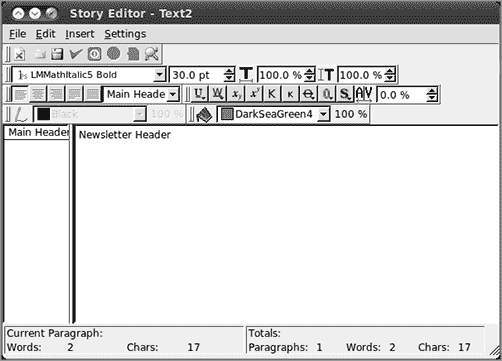 Story Editor - Text2
File Edit Insert Settings
LMMathItalic5 Bold 30.0 pt 100.0 % 100.0 %
Main Heade 0.0 %
Black 100 % DarkSeaGreen4 100 %
Main Header Newsletter Header
Current Paragraph: Totals:
Words: 2 Chars: 17 Paragraphs: 1 Words: 2 Chars: 17